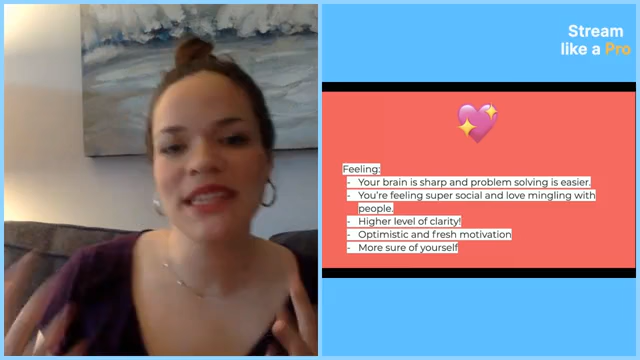 Stream
like a Pro
Feeling:
- Your brain is sharp and problem solving is easier.
- You're feeling super social and love mingling with
people.
- Higher level of clarity!
- Optimistic and fresh motivation
- More sure of yourself